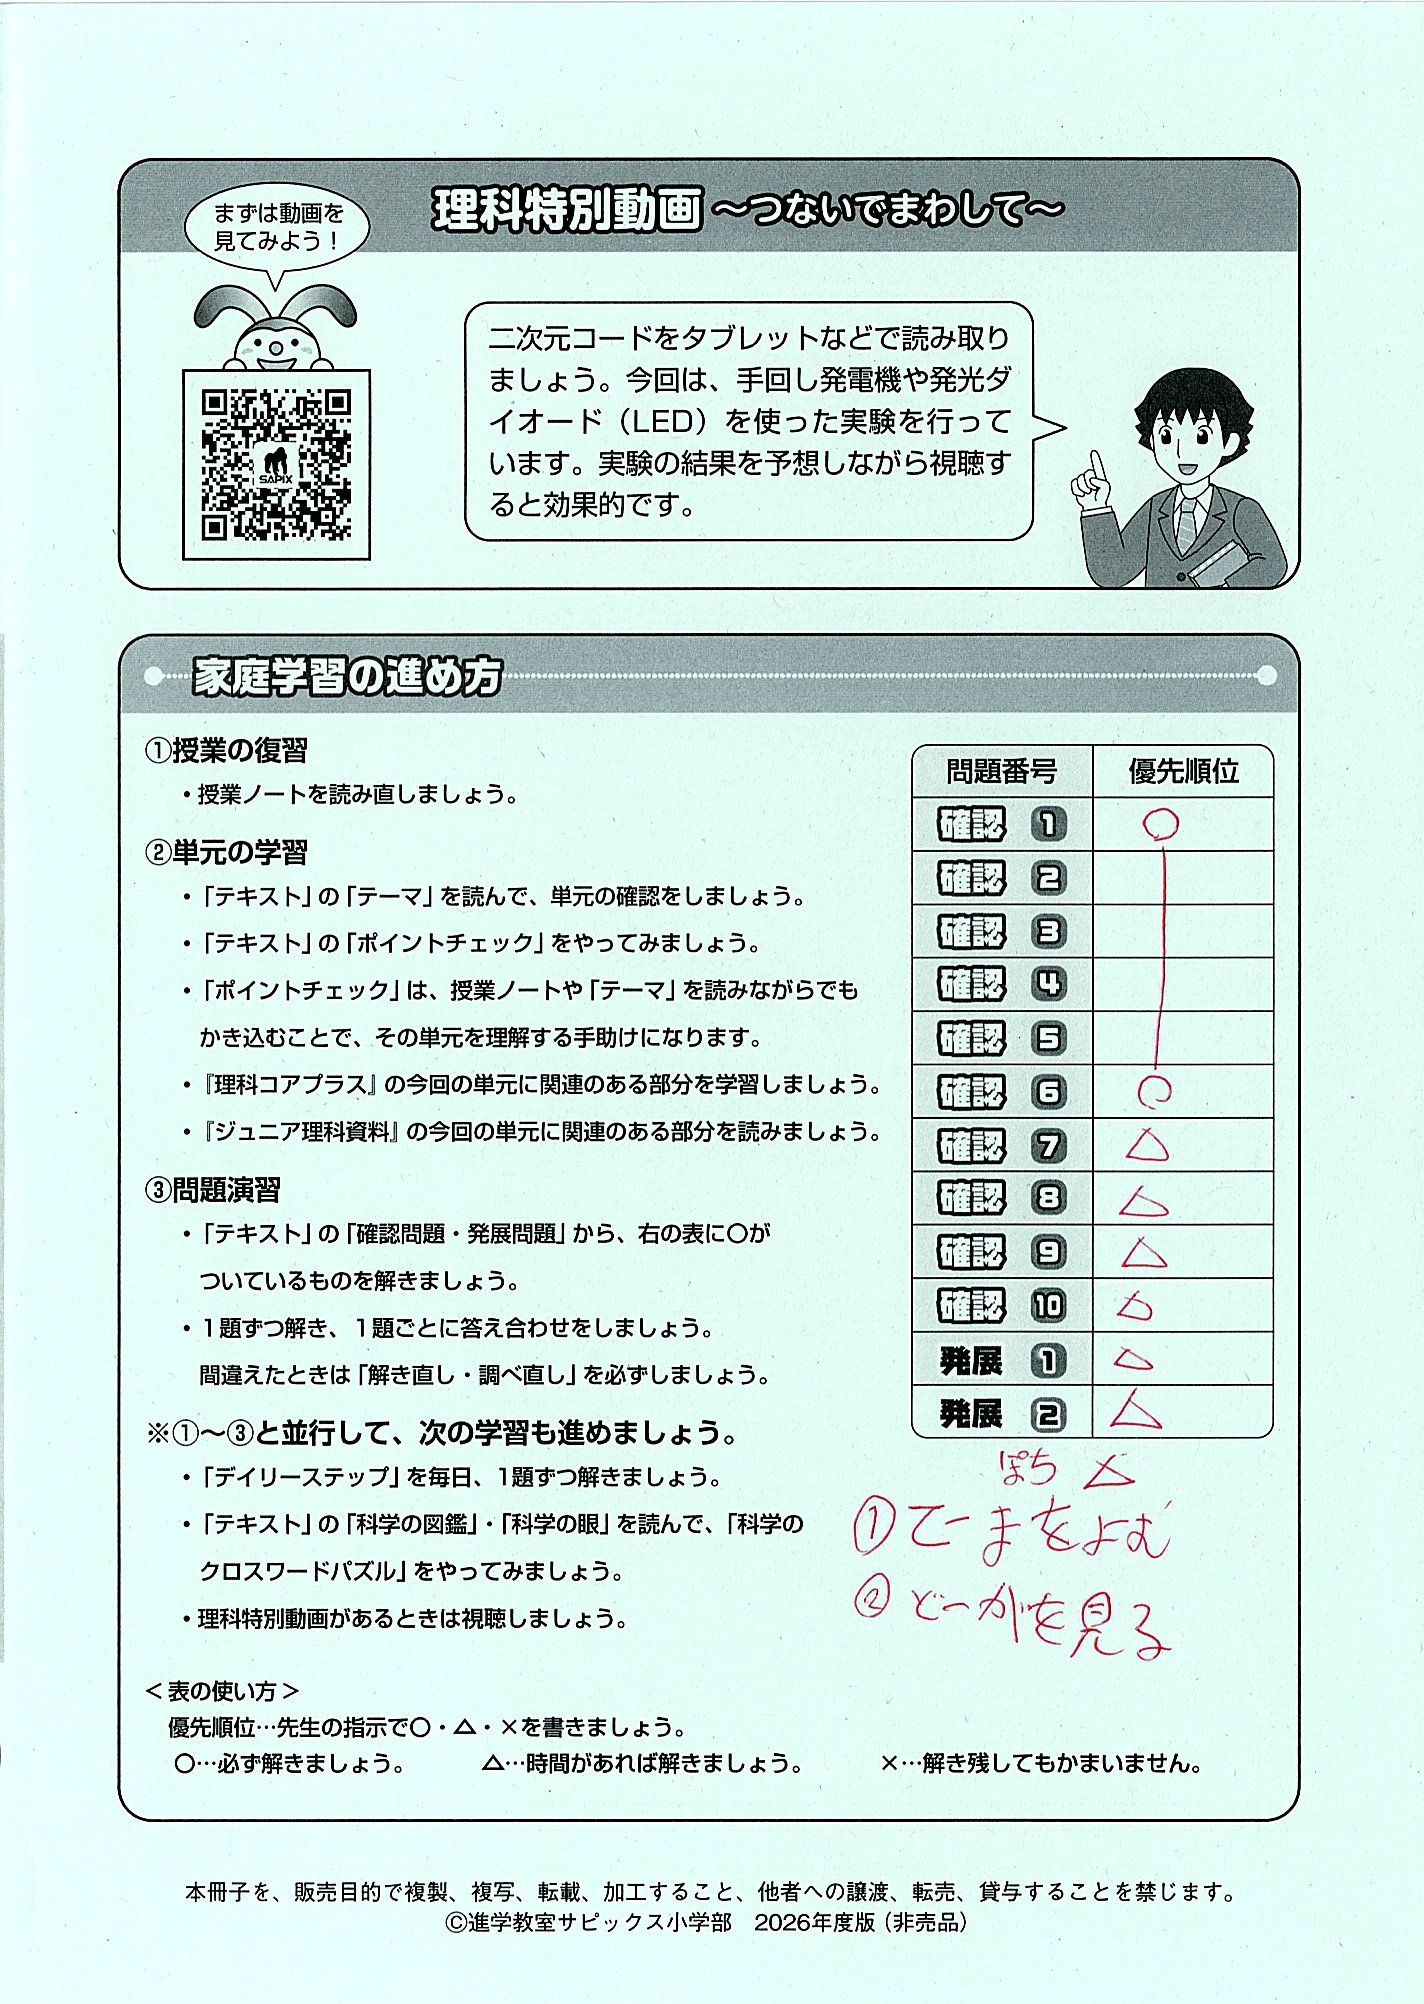 まずは動画を
見てみよう！
理科特別動画 ～つないでまわして～
SAPIX
二次元コードをタブレットなどで読み取り
ましょう。今回は、手回し発電機や発光ダ
イオード（LED）を使った実験を行って
います。実験の結果を予想しながら視聴す
ると効果的です。
家庭学習の進め方
①授業の復習
・授業ノートを読み直しましょう。
②単元の学習
・「テキスト」の「テーマ」を読んで、単元の確認をしましょう。
・「テキスト」の「ポイントチェック」をやってみましょう。
・「ポイントチェック」は、授業ノートや「テーマ」を読みながらでも
かき込むことで、その単元を理解する手助けになります。
・『理科コアプラス』の今回の単元に関連のある部分を学習しましょう。
・『ジュニア理科資料』の今回の単元に関連のある部分を読みましょう。
③問題演習
・「テキスト」の「確認問題・発展問題」から、右の表に〇が
ついているものを解きましょう。
・１題ずつ解き、１題ごとに答え合わせをしましょう。
間違えたときは「解き直し・調べ直し」を必ずしましょう。
※①～③と並行して、次の学習も進めましょう。
・「デイリーステップ」を毎日、1題ずつ解きましょう。
・「テキスト」の「科学の図鑑」・「科学の眼」を読んで、「科学の
クロスワードパズル」をやってみましょう。
・理科特別動画があるときは視聴しましょう。
問題番号 優先順位
確認 1 〇
確認 2
確認 3
確認 4
確認 5
確認 6 〇
確認 7 △
確認 8 △
確認 9 △
確認 10 △
発展 1 △
発展 2 △
ぽち △
①てーまをよむ
②どーがを見る
＜表の使い方＞
優先順位…先生の指示で〇・△・×を書きましょう。
〇…必ず解きましょう。 △…時間があれば解きましょう。 ×…解き残してもかまいません。
本冊子を、販売目的で複製、複写、転載、加工すること、他者への譲渡、転売、貸与することを禁じます。
©進学教室サピックス小学部 2026年度版（非売品）